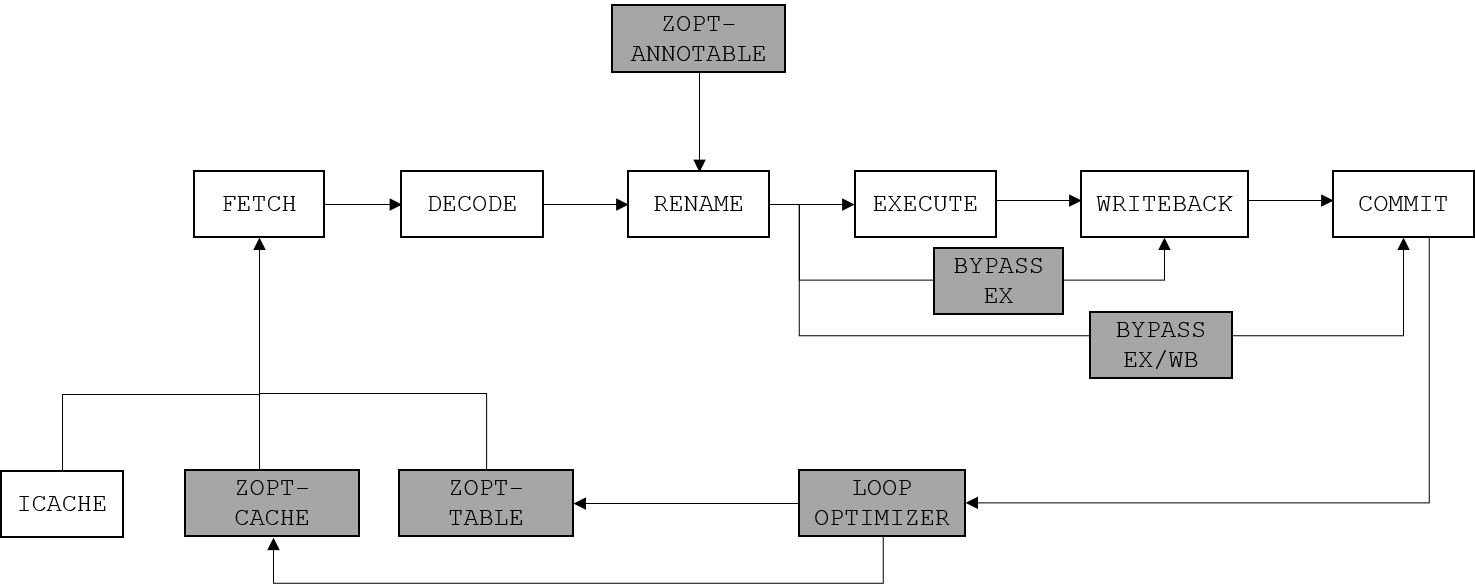 ZOPT-
ANNOTABLE
FETCH
DECODE
RENAME
EXECUTE
WRITEBACK
COMMIT
BYPASS
EX
BYPASS
EX/WB
ICACHE
ZOPT-
CACHE
ZOPT-
TABLE
LOOP
OPTIMIZER